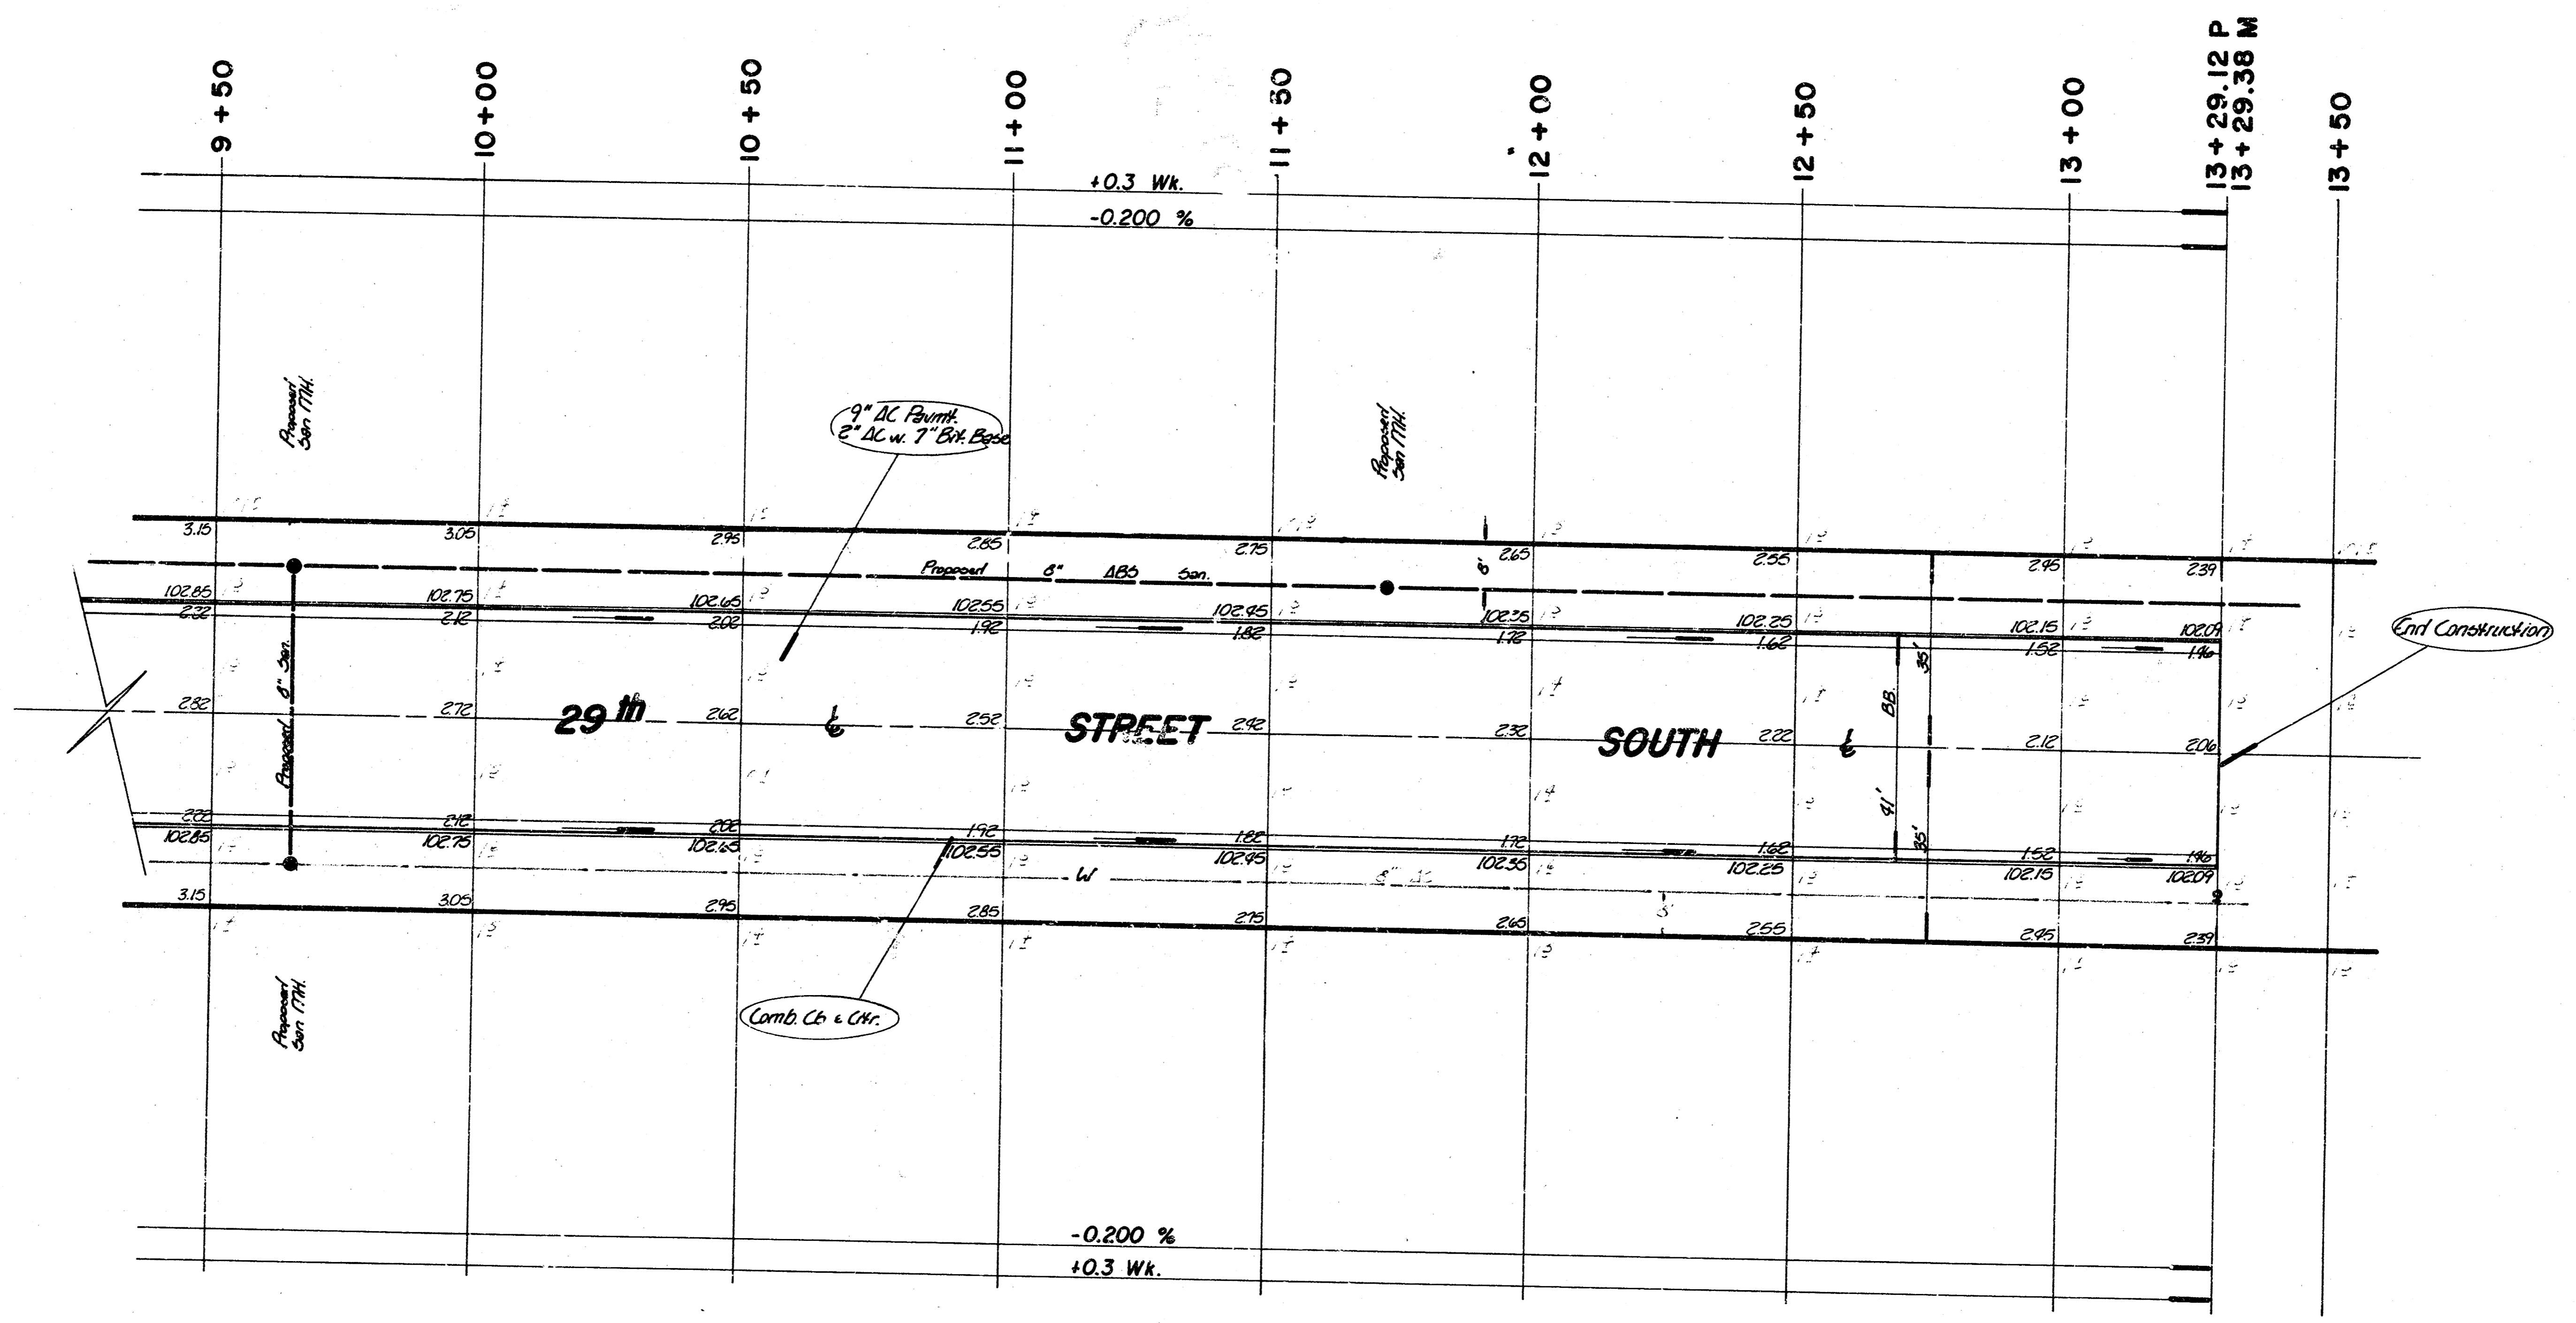 9+50
10+00
10+50
11+00
11+50
12+00
12+50
13+00
13+29.12 P
13+29.38 M
13+50
+0.3 Wk.
-0.200 %
Proposed
San MH.
9" AC Pavmt.
2" AC w. 7" Bit. Base
Proposed
San MH.
3.15 3.05 2.95 2.85 2.75 2.65 2.55 2.45 2.39
8'
Proposed 8" ABS San.
102.85 102.75 102.65 102.55 102.45 102.35 102.25 102.15 102.09
2.22 2.12 2.02 1.92 1.82 1.72 1.62 1.52 1.46
End Construction
35'
Proposed 8" San.
B.B.
2.82 2.72 2.62 2.52 2.42 2.32 2.22 2.12 2.06
29th STREET SOUTH
41'
35'
2.22 2.12 2.02 1.92 1.82 1.72 1.62 1.52 1.46
102.85 102.75 102.65 102.55 102.45 102.35 102.25 102.15 102.09
W
3.15 3.05 2.95 2.85 2.75 2.65 2.55 2.45 2.39
Proposed
San MH.
Comb. Cb & Gtr.
-0.200 %
+0.3 Wk.